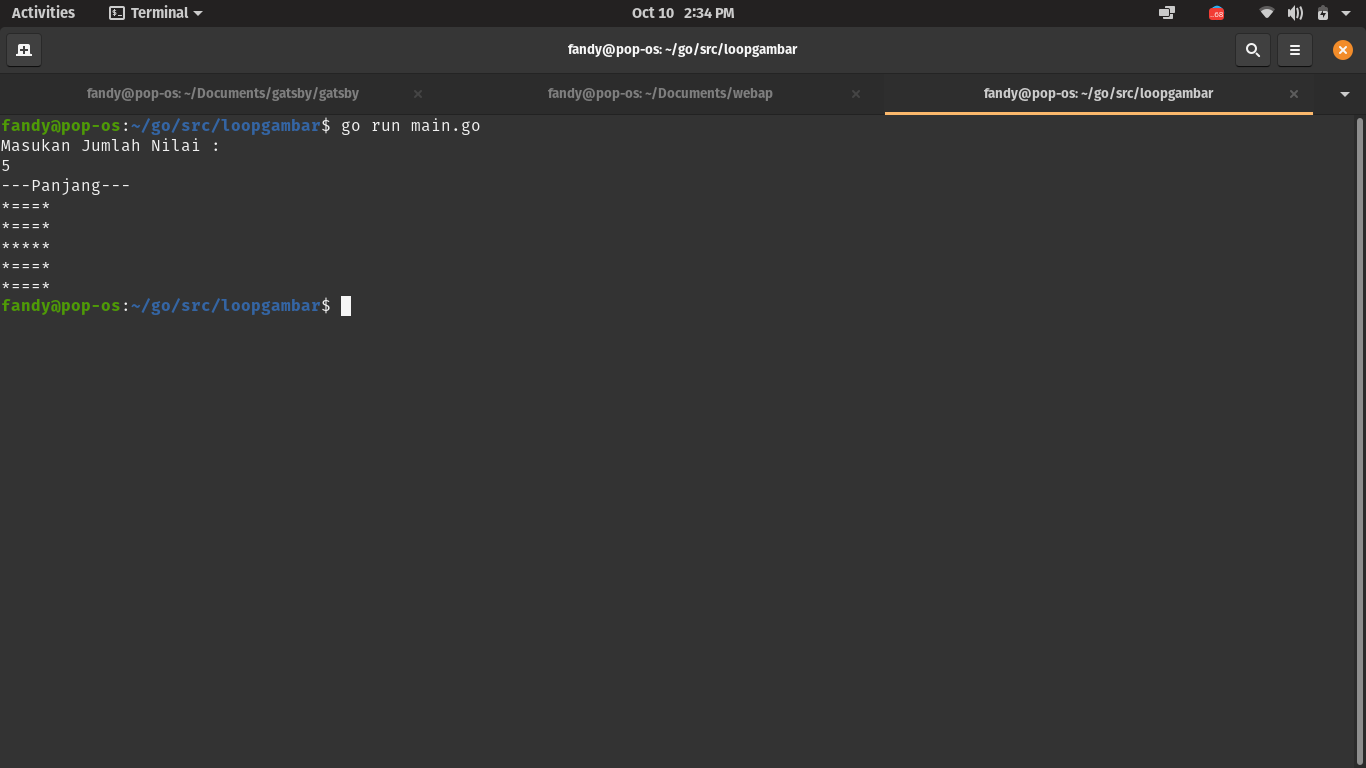 Activities Terminal Oct 10 2:34 PM
fandy@pop-os: ~/go/src/loopgambar
fandy@pop-os: ~/Documents/gatsby/gatsby fandy@pop-os: ~/Documents/webap fandy@pop-os: ~/go/src/loopgambar
fandy@pop-os:~/go/src/loopgambar$ go run main.go
Masukan Jumlah Nilai :
5
---Panjang---
*===*
*===*
*****
*===*
*===*
fandy@pop-os:~/go/src/loopgambar$